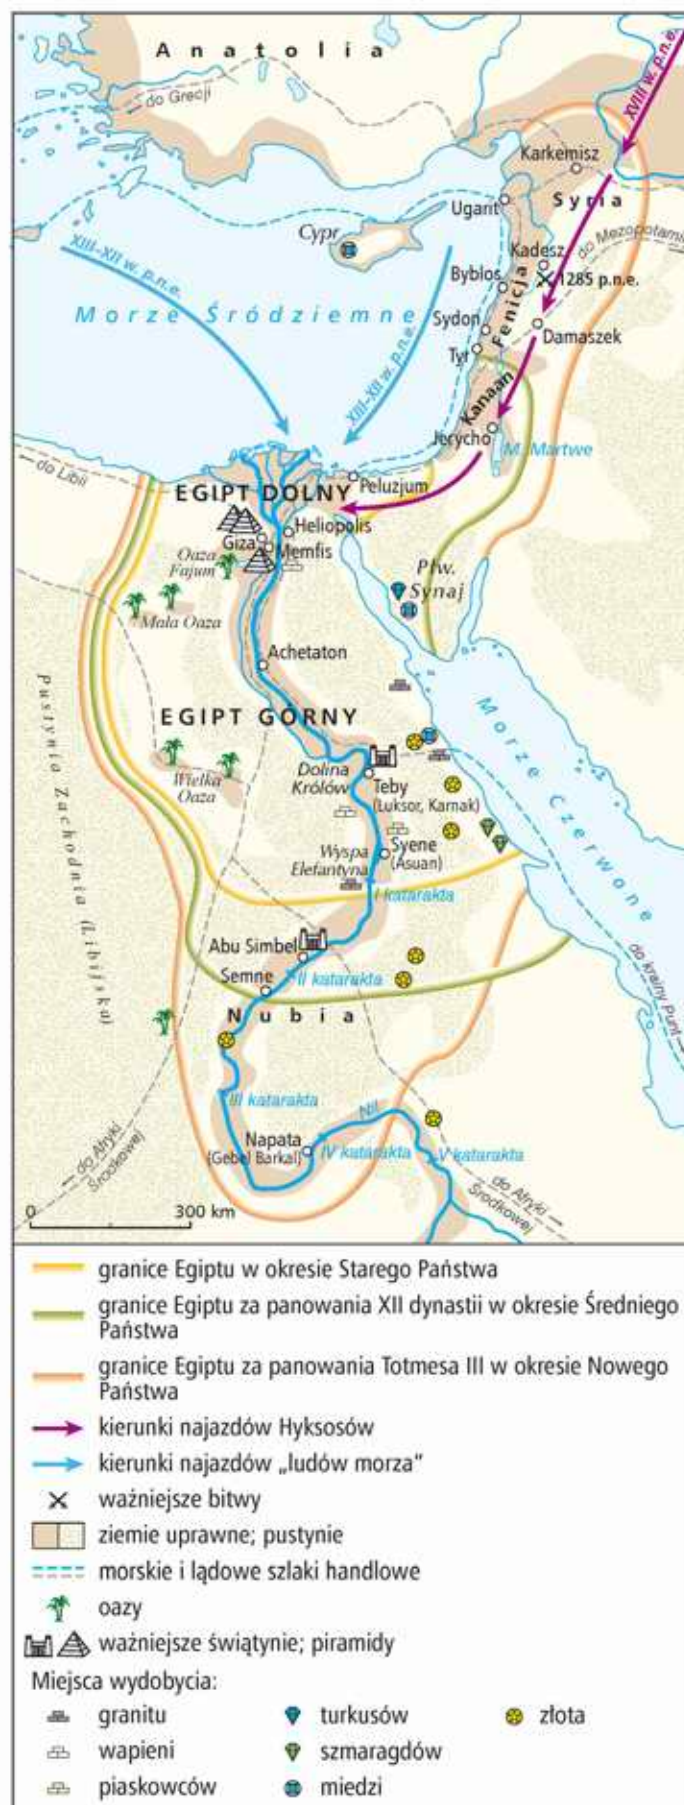 Anatolia
do Grecji
XVIII w. p.n.e.
Karkemisz
Ugarit
Syria
Cypr
Kadesz
do Mezopotamii
XIII–XII w. p.n.e.
Byblos
1285 p.n.e.
Morze Śródziemne
Fenicja
Sydon
Damaszek
Tyr
XIII–XII w. p.n.e.
Kanaan
Jerycho
M. Martwe
do Libii
Peluzjum
EGIPT DOLNY
Heliopolis
Giza
Memfis
Oaza
Fajum
Płw.
Synaj
Mała Oaza
Achetaton
Pustynia Zachodnia (Libijska)
EGIPT GÓRNY
Morze Czerwone
Dolina
Królów
Teby
(Luksor, Karnak)
Wielka
Oaza
Wyspa
Elefantyna
Syene
(Asuan)
I katarakta
Abu Simbel
II katarakta
Semne
Nubia
do krainy Punt
III katarakta
Nil
Napata
(Gebel Barkal)
IV katarakta
V katarakta
do Afryki
Środkowej
do Afryki
Środkowej
0 300 km
granice Egiptu w okresie Starego Państwa
granice Egiptu za panowania XII dynastii w okresie Średniego
Państwa
granice Egiptu za panowania Totmesa III w okresie Nowego
Państwa
kierunki najazdów Hyksosów
kierunki najazdów „ludów morza“
ważniejsze bitwy
ziemie uprawne; pustynie
morskie i lądowe szlaki handlowe
oazy
ważniejsze świątynie; piramidy
Miejsca wydobycia:
granitu turkusów złota
wapieni szmaragdów
piaskowców miedzi